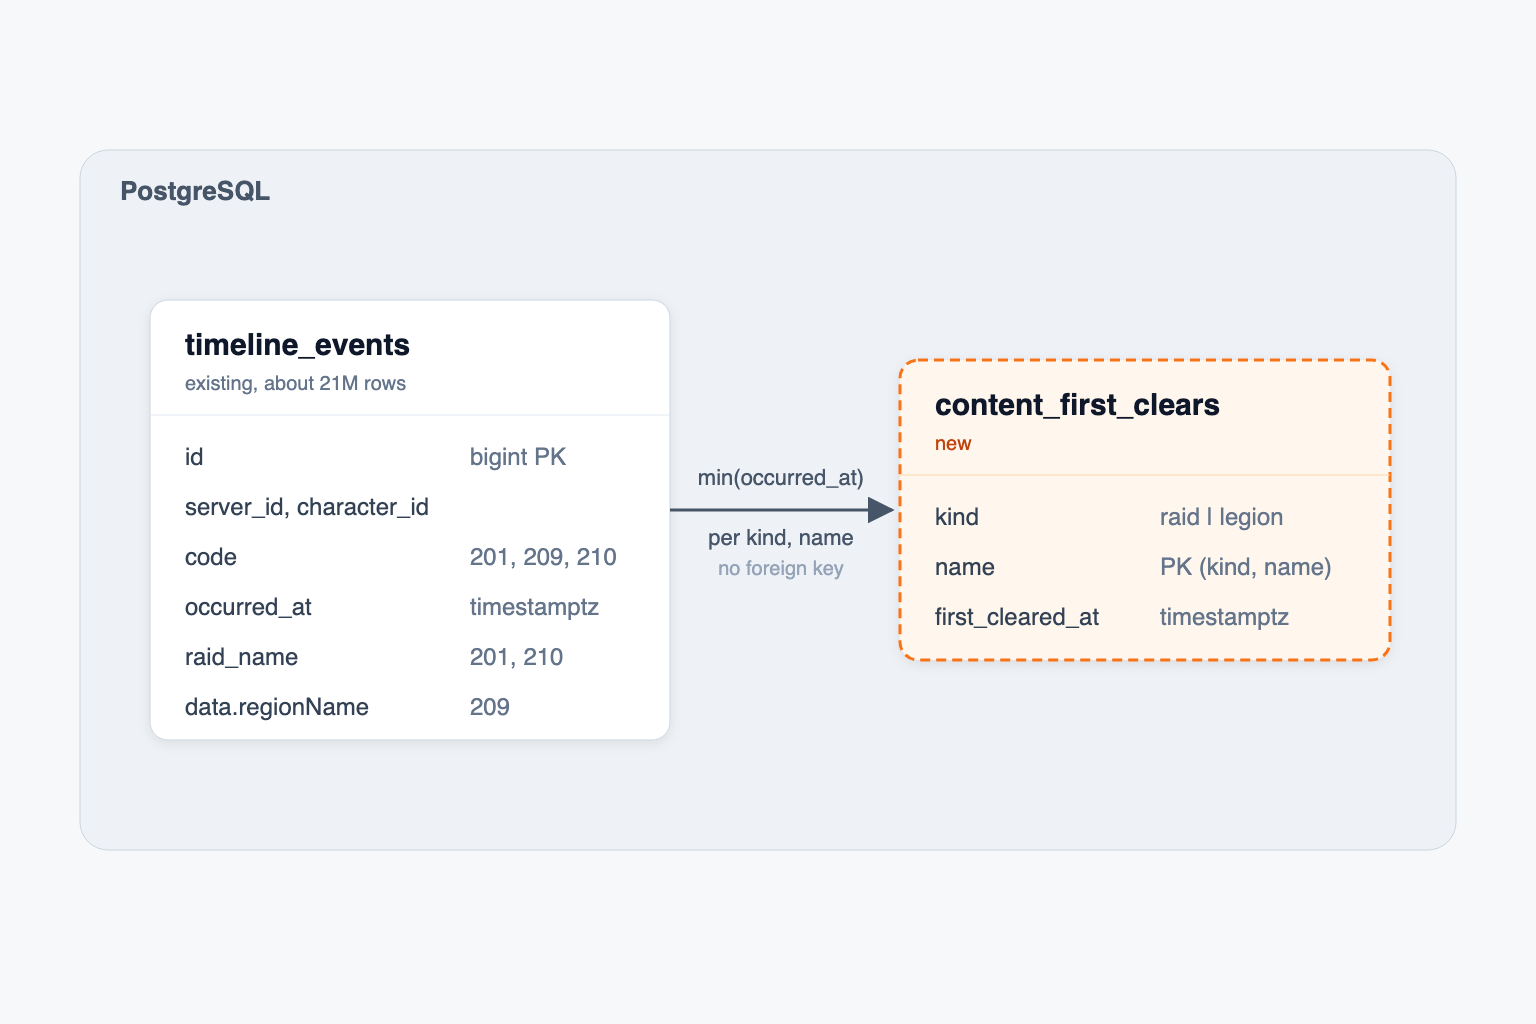 PostgreSQL
timeline_events
existing, about 21M rows
id bigint PK
server_id, character_id
code 201, 209, 210
occurred_at timestamptz
raid_name 201, 210
data.regionName 209
min(occurred_at)
per kind, name
no foreign key
content_first_clears
new
kind raid | legion
name PK (kind, name)
first_cleared_at timestamptz